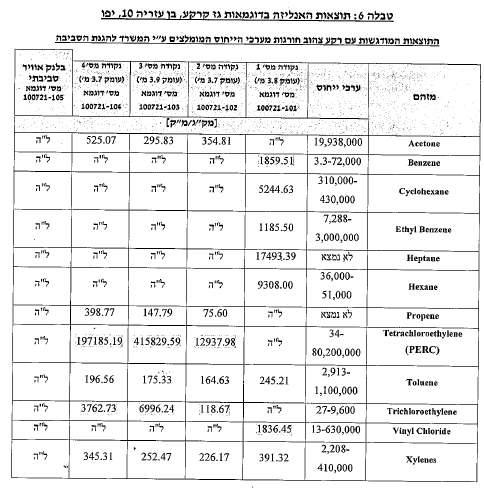 טבלה 6: תוצאות האנליזה בדוגמאות גז קרקע, בן עזריה 10, יפו
התוצאות המודגשות עם רקע צהוב חורגות מערכי הייחוס המומלצים ע"י המשרד להגנת הסביבה
מזהם ערכי ייחוס נקודה מס' 1 (עומק 3.8 מ') מס' דוגמא 100721-101 נקודה מס' 2 (עומק 3.7 מ') מס' דוגמא 100721-102 נקודה מס' 3 (עומק 3.9 מ') מס' דוגמא 100721-103 נקודה מס' 4 (עומק 3.7 מ') מס' דוגמא 100721-104 בלנק אוויר סביבתי מס' דוגמא 100721-105
[מק"ג/מ"ק]
Acetone 19,938,000 ל"ה 354.81 295.83 525.07 ל"ה
Benzene 3.3-72,000 1859.51 ל"ה ל"ה ל"ה ל"ה
Cyclohexane 310,000-430,000 5244.63 ל"ה ל"ה ל"ה ל"ה
Ethyl Benzene 7,288-3,000,000 1185.50 ל"ה ל"ה ל"ה ל"ה
Heptane לא נמצא 17493.39 ל"ה ל"ה ל"ה ל"ה
Hexane 36,000-51,000 9308.00 ל"ה ל"ה ל"ה ל"ה
Propene לא נמצא ל"ה 75.60 147.79 398.77 ל"ה
Tetrachloroethylene (PERC) 34-80,200,000 ל"ה 12937.98 415829.59 197185.19 ל"ה
Toluene 2,913-1,100,000 245.21 164.63 175.33 196.56 ל"ה
Trichloroethylene 27-9,600 ל"ה 118.67 6996.24 3762.73 ל"ה
Vinyl Chloride 13-630,000 1836.45 ל"ה ל"ה ל"ה ל"ה
Xylenes 2,208-410,000 391.32 226.17 252.47 345.31 ל"ה